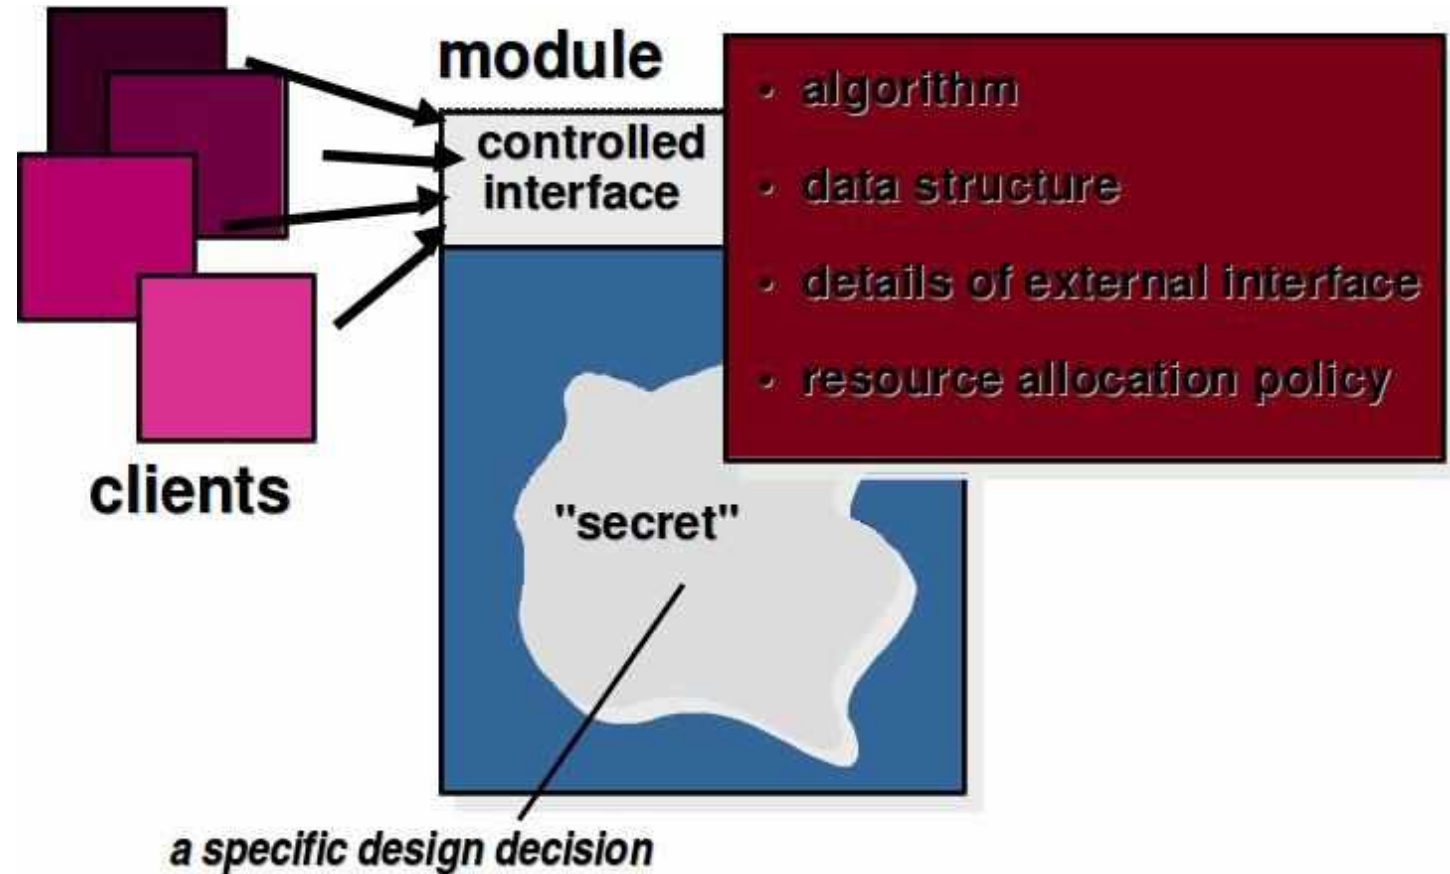 module
controlled
interface
• algorithm
• data structure
• details of external interface
• resource allocation policy
clients
"secret"
a specific design decision